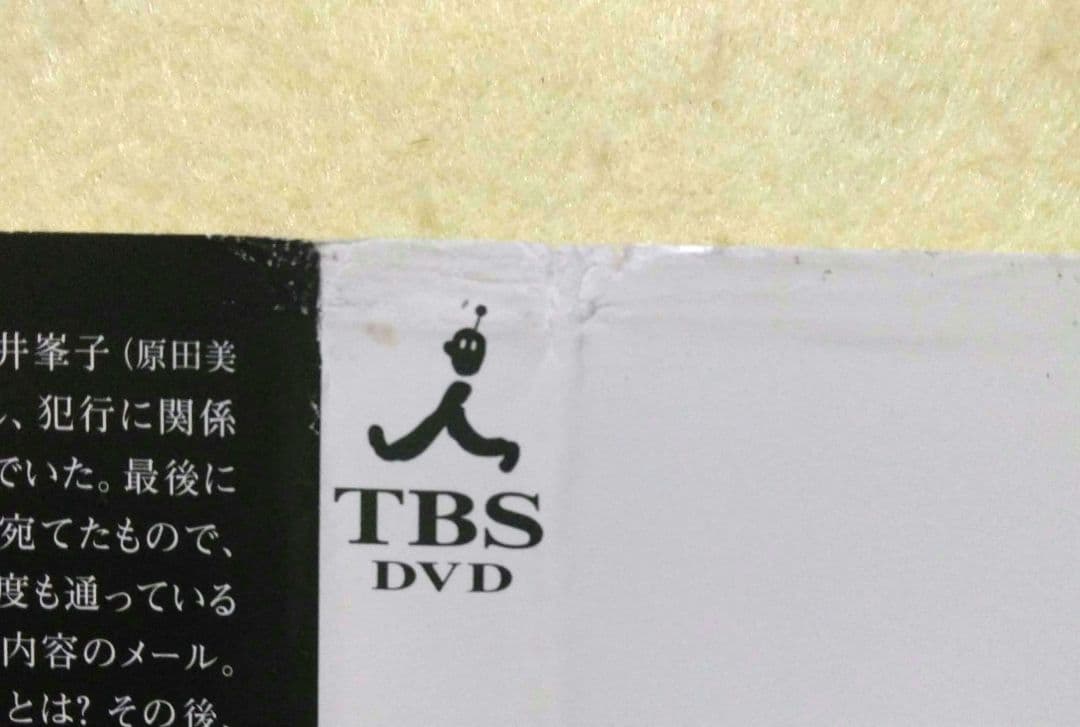 井峯子（原田美
、犯行に関係
でいた。最後に
宛てたもので、
度も通っている
内容のメール。
とは? その後、
TBS
DVD